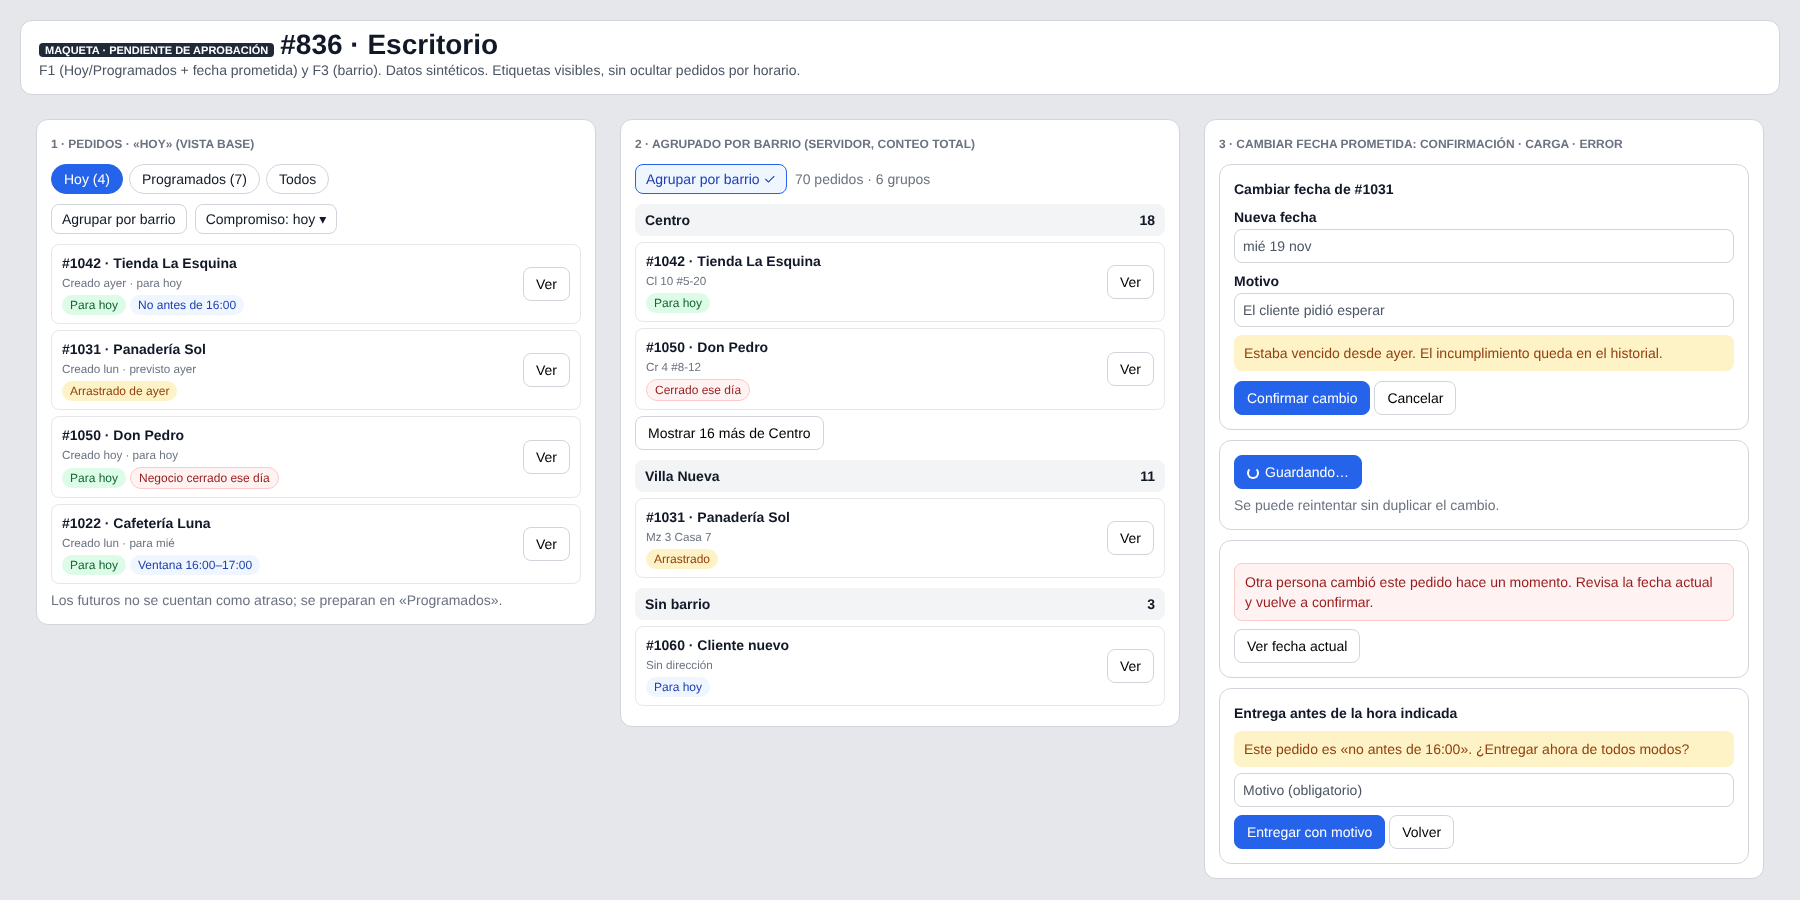 MAQUETA · PENDIENTE DE APROBACIÓN #836 · Escritorio
F1 (Hoy/Programados + fecha prometida) y F3 (barrio). Datos sintéticos. Etiquetas visibles, sin ocultar pedidos por horario.
1 · PEDIDOS · «HOY» (VISTA BASE)
Hoy (4) Programados (7) Todos
Agrupar por barrio Compromiso: hoy ▾
#1042 · Tienda La Esquina
Creado ayer · para hoy
Para hoy No antes de 16:00
Ver
#1031 · Panadería Sol
Creado lun · previsto ayer
Arrastrado de ayer
Ver
#1050 · Don Pedro
Creado hoy · para hoy
Para hoy Negocio cerrado ese día
Ver
#1022 · Cafetería Luna
Creado lun · para mié
Para hoy Ventana 16:00–17:00
Ver
Los futuros no se cuentan como atraso; se preparan en «Programados».
2 · AGRUPADO POR BARRIO (SERVIDOR, CONTEO TOTAL)
Agrupar por barrio ✓ 70 pedidos · 6 grupos
Centro 18
#1042 · Tienda La Esquina
Cl 10 #5-20
Para hoy
Ver
#1050 · Don Pedro
Cr 4 #8-12
Cerrado ese día
Ver
Mostrar 16 más de Centro
Villa Nueva 11
#1031 · Panadería Sol
Mz 3 Casa 7
Arrastrado
Ver
Sin barrio 3
#1060 · Cliente nuevo
Sin dirección
Para hoy
Ver
3 · CAMBIAR FECHA PROMETIDA: CONFIRMACIÓN · CARGA · ERROR
Cambiar fecha de #1031
Nueva fecha
mié 19 nov
Motivo
El cliente pidió esperar
Estaba vencido desde ayer. El incumplimiento queda en el historial.
Confirmar cambio Cancelar
Guardando…
Se puede reintentar sin duplicar el cambio.
Otra persona cambió este pedido hace un momento. Revisa la fecha actual
y vuelve a confirmar.
Ver fecha actual
Entrega antes de la hora indicada
Este pedido es «no antes de 16:00». ¿Entregar ahora de todos modos?
Motivo (obligatorio)
Entregar con motivo Volver